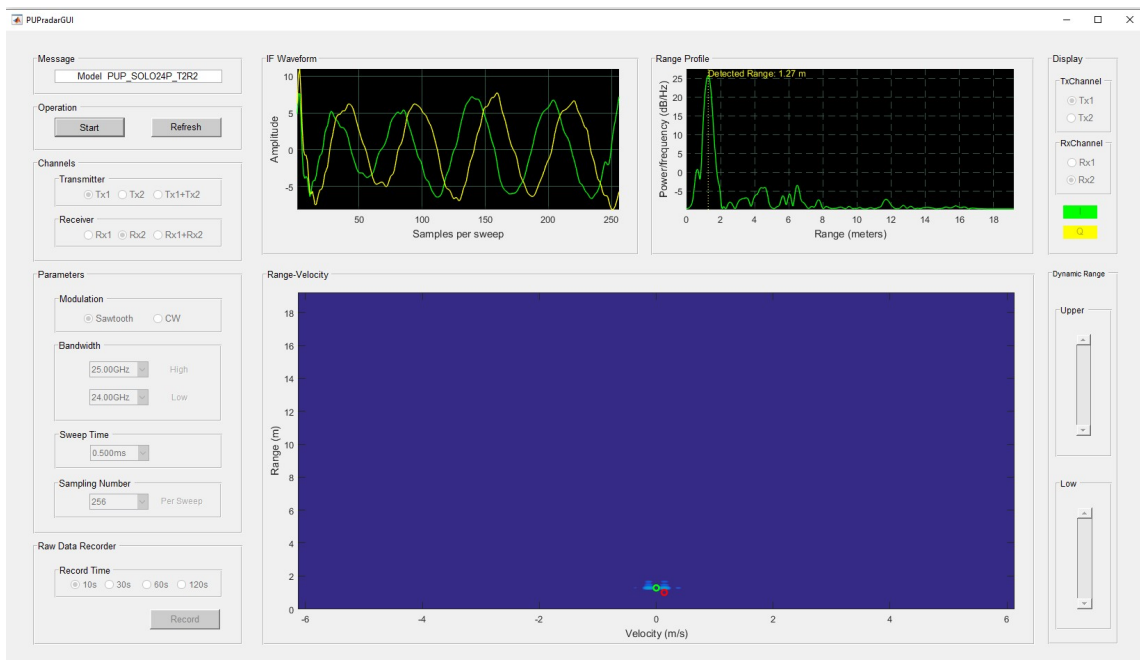 PUPradarGUI
Message
Model PUP_SOLO24P_T2R2
Operation
Start Refresh
Channels
Transmitter
Tx1 Tx2 Tx1+Tx2
Receiver
Rx1 Rx2 Rx1+Rx2
Parameters
Modulation
Sawtooth CW
Bandwidth
25.00GHz High
24.00GHz Low
Sweep Time
0.500ms
Sampling Number
256 Per Sweep
Raw Data Recorder
Record Time
10s 30s 60s 120s
Record
IF Waveform
Amplitude
10
5
0
-5
50 100 150 200 250
Samples per sweep
Range Profile
Detected Range: 1.27 m
Power/frequency (dB/Hz)
25
20
15
10
5
0
-5
0 2 4 6 8 10 12 14 16 18
Range (meters)
Range-Velocity
Range (m)
18
16
14
12
10
8
6
4
2
0
-6 -4 -2 0 2 4 6
Velocity (m/s)
Display
TxChannel
Tx1
Tx2
RxChannel
Rx1
Rx2
I
Q
Dynamic Range
Upper
Low